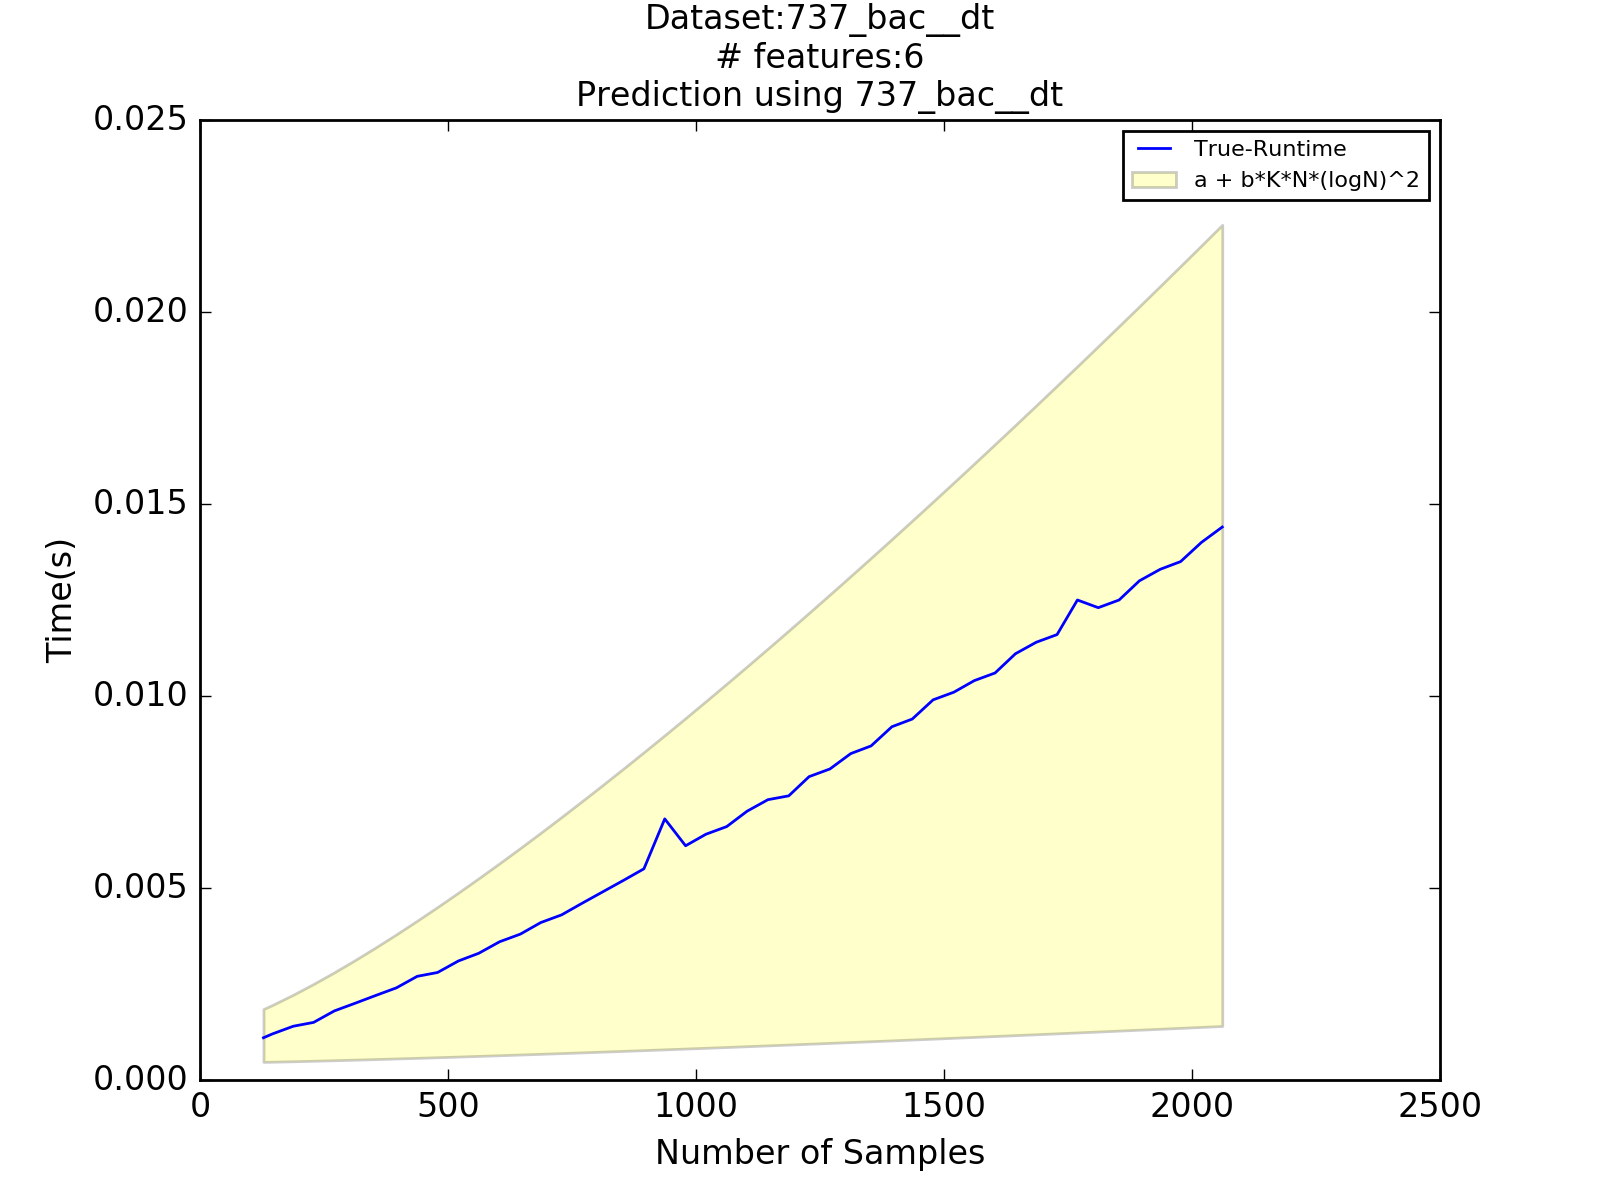 Dataset:737_bac__dt
# features:6
Prediction using 737_bac__dt
0.025
0.020
0.015
0.010
0.005
0.000
Time(s)
True-Runtime
a + b*K*N*(logN)^2
0 500 1000 1500 2000 2500
Number of Samples